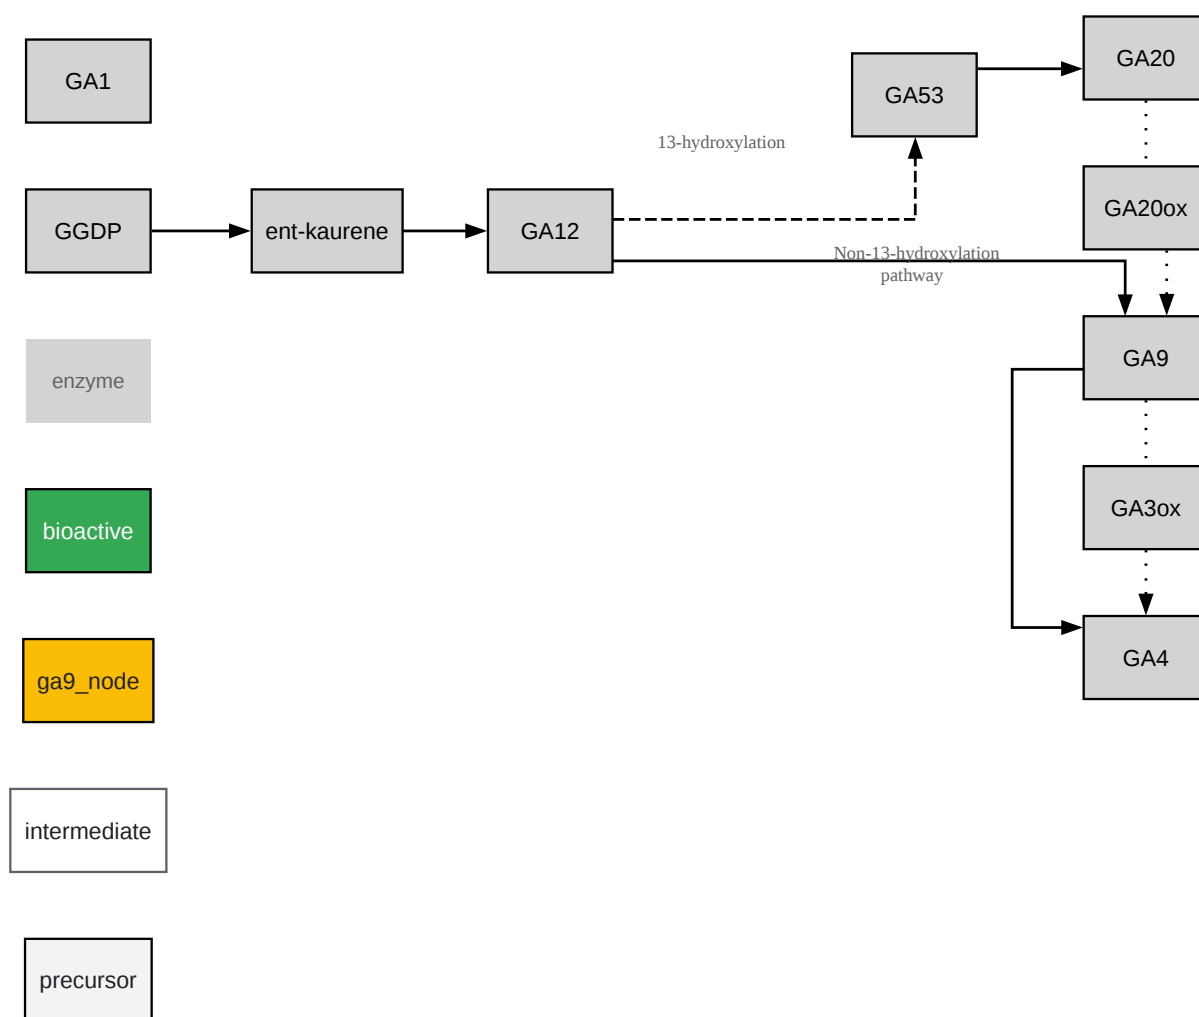 GA1
GA53
GA20
13-hydroxylation
GGDP
ent-kaurene
GA12
GA20ox
Non-13-hydroxylation
pathway
enzyme
GA9
bioactive
GA3ox
ga9_node
GA4
intermediate
precursor